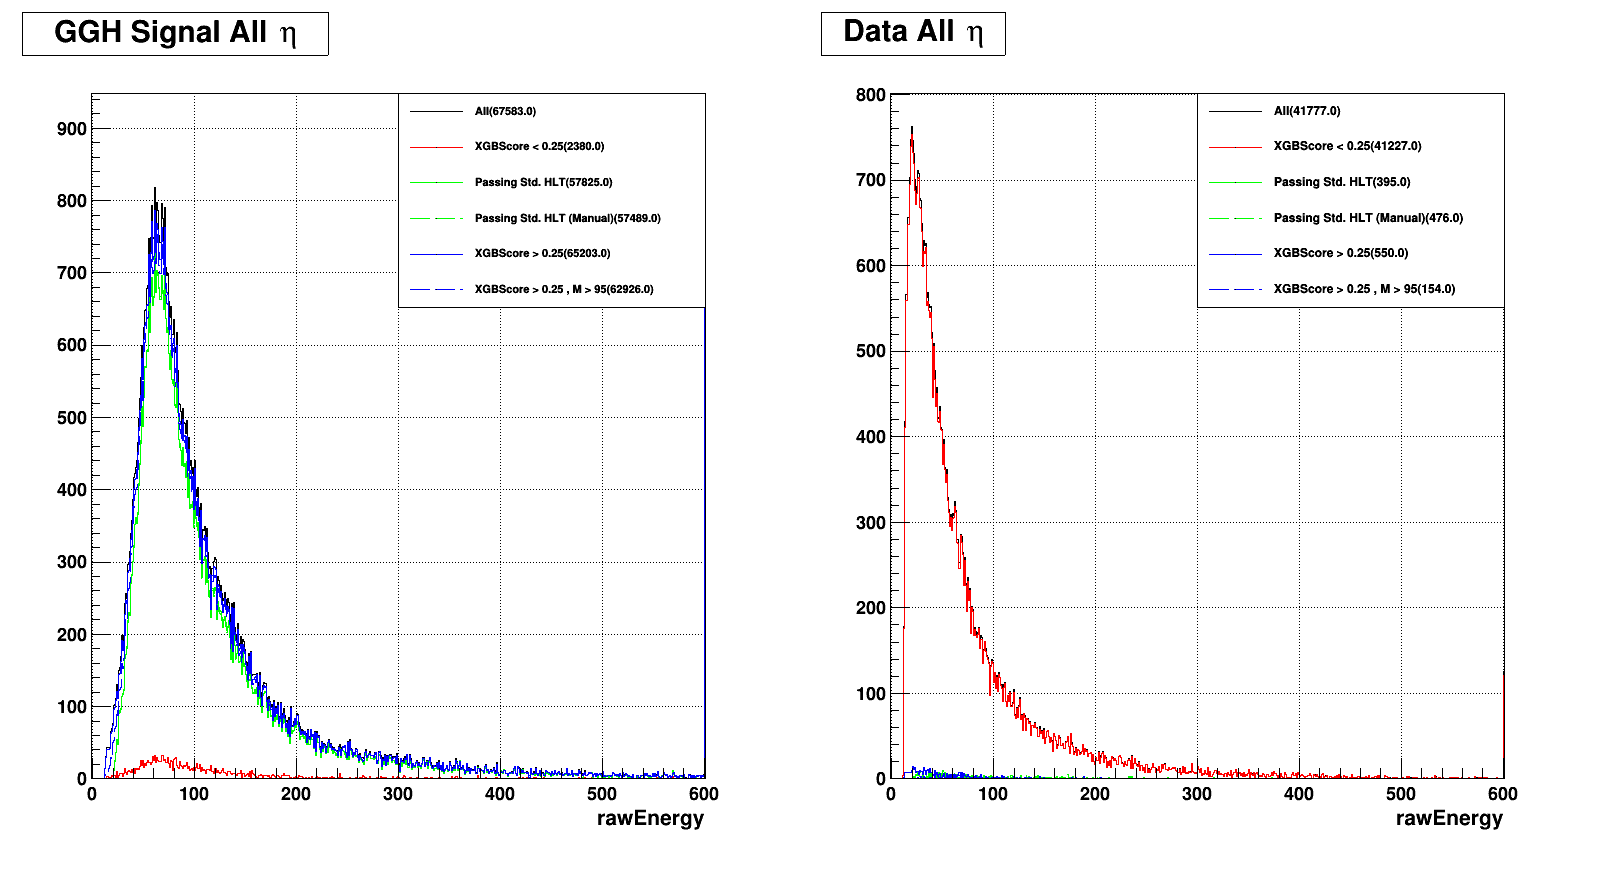 GGH Signal All η
900
800
700
600
500
400
300
200
100
0
0 100 200 300 400 500 600
rawEnergy
All(67583.0)
XGBScore < 0.25(2380.0)
Passing Std. HLT(57825.0)
Passing Std. HLT (Manual)(57489.0)
XGBScore > 0.25(65203.0)
XGBScore > 0.25 , M > 95(62926.0)
Data All η
800
700
600
500
400
300
200
100
0
0 100 200 300 400 500 600
rawEnergy
All(41777.0)
XGBScore < 0.25(41227.0)
Passing Std. HLT(395.0)
Passing Std. HLT (Manual)(476.0)
XGBScore > 0.25(550.0)
XGBScore > 0.25 , M > 95(154.0)